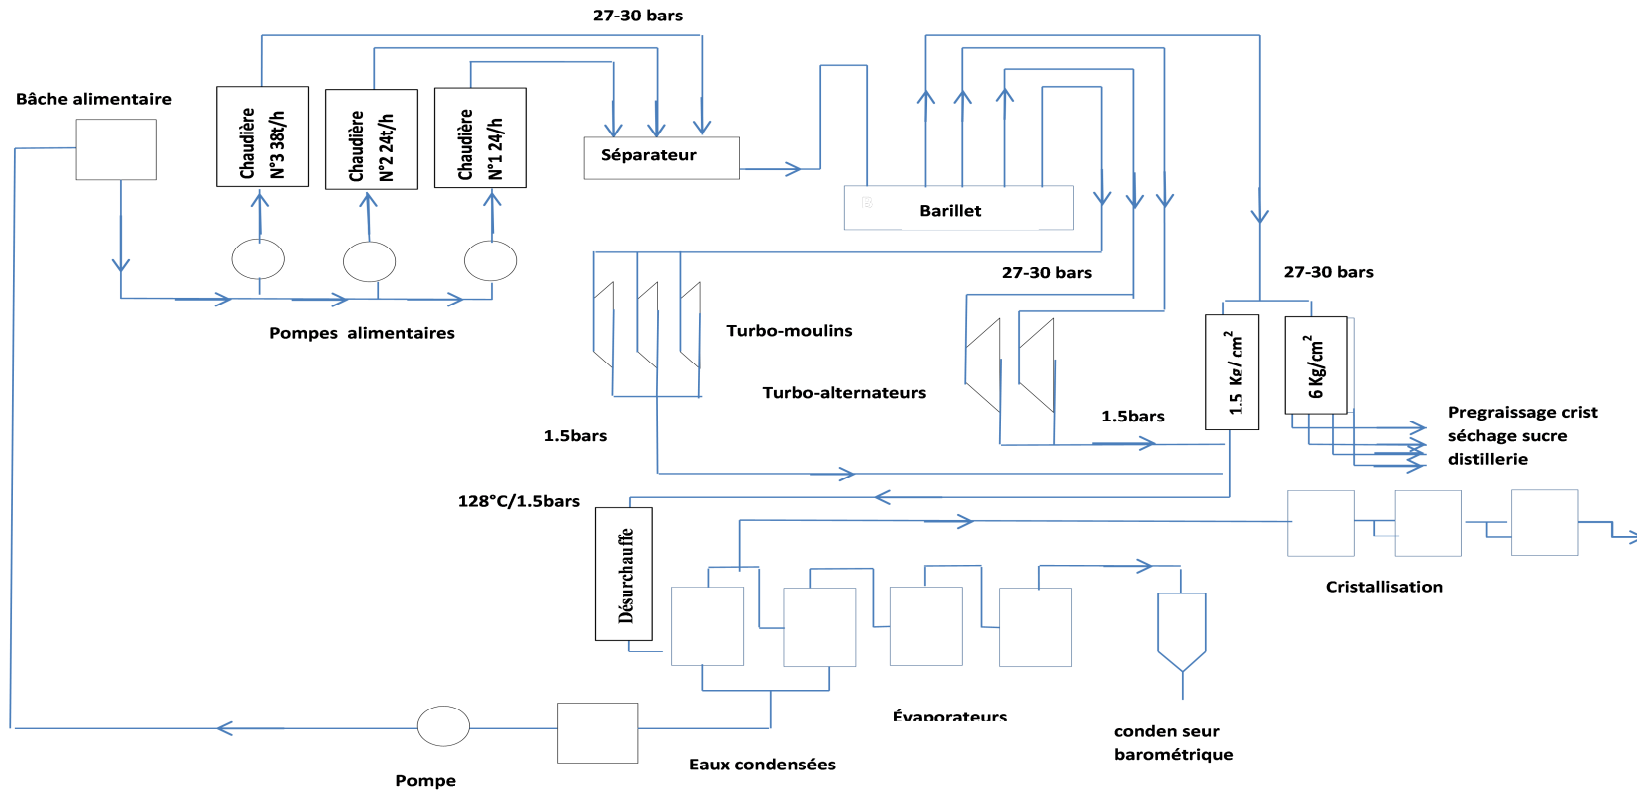 27-30 bars
Bâche alimentaire
Chaudière
N°3 38t/h
Chaudière
N°2 24t/h
Chaudière
N°1 24/h
Séparateur
B
Barillet
27-30 bars
27-30 bars
Pompes alimentaires
Turbo-moulins
Turbo-alternateurs
1.5 Kg/ cm²
6 Kg/cm²
1.5bars
1.5bars
Pregraissage crist
séchage sucre
distillerie
128°C/1.5bars
Désurchauffe
Cristallisation
Évaporateurs
conden seur
barométrique
Eaux condensées
Pompe